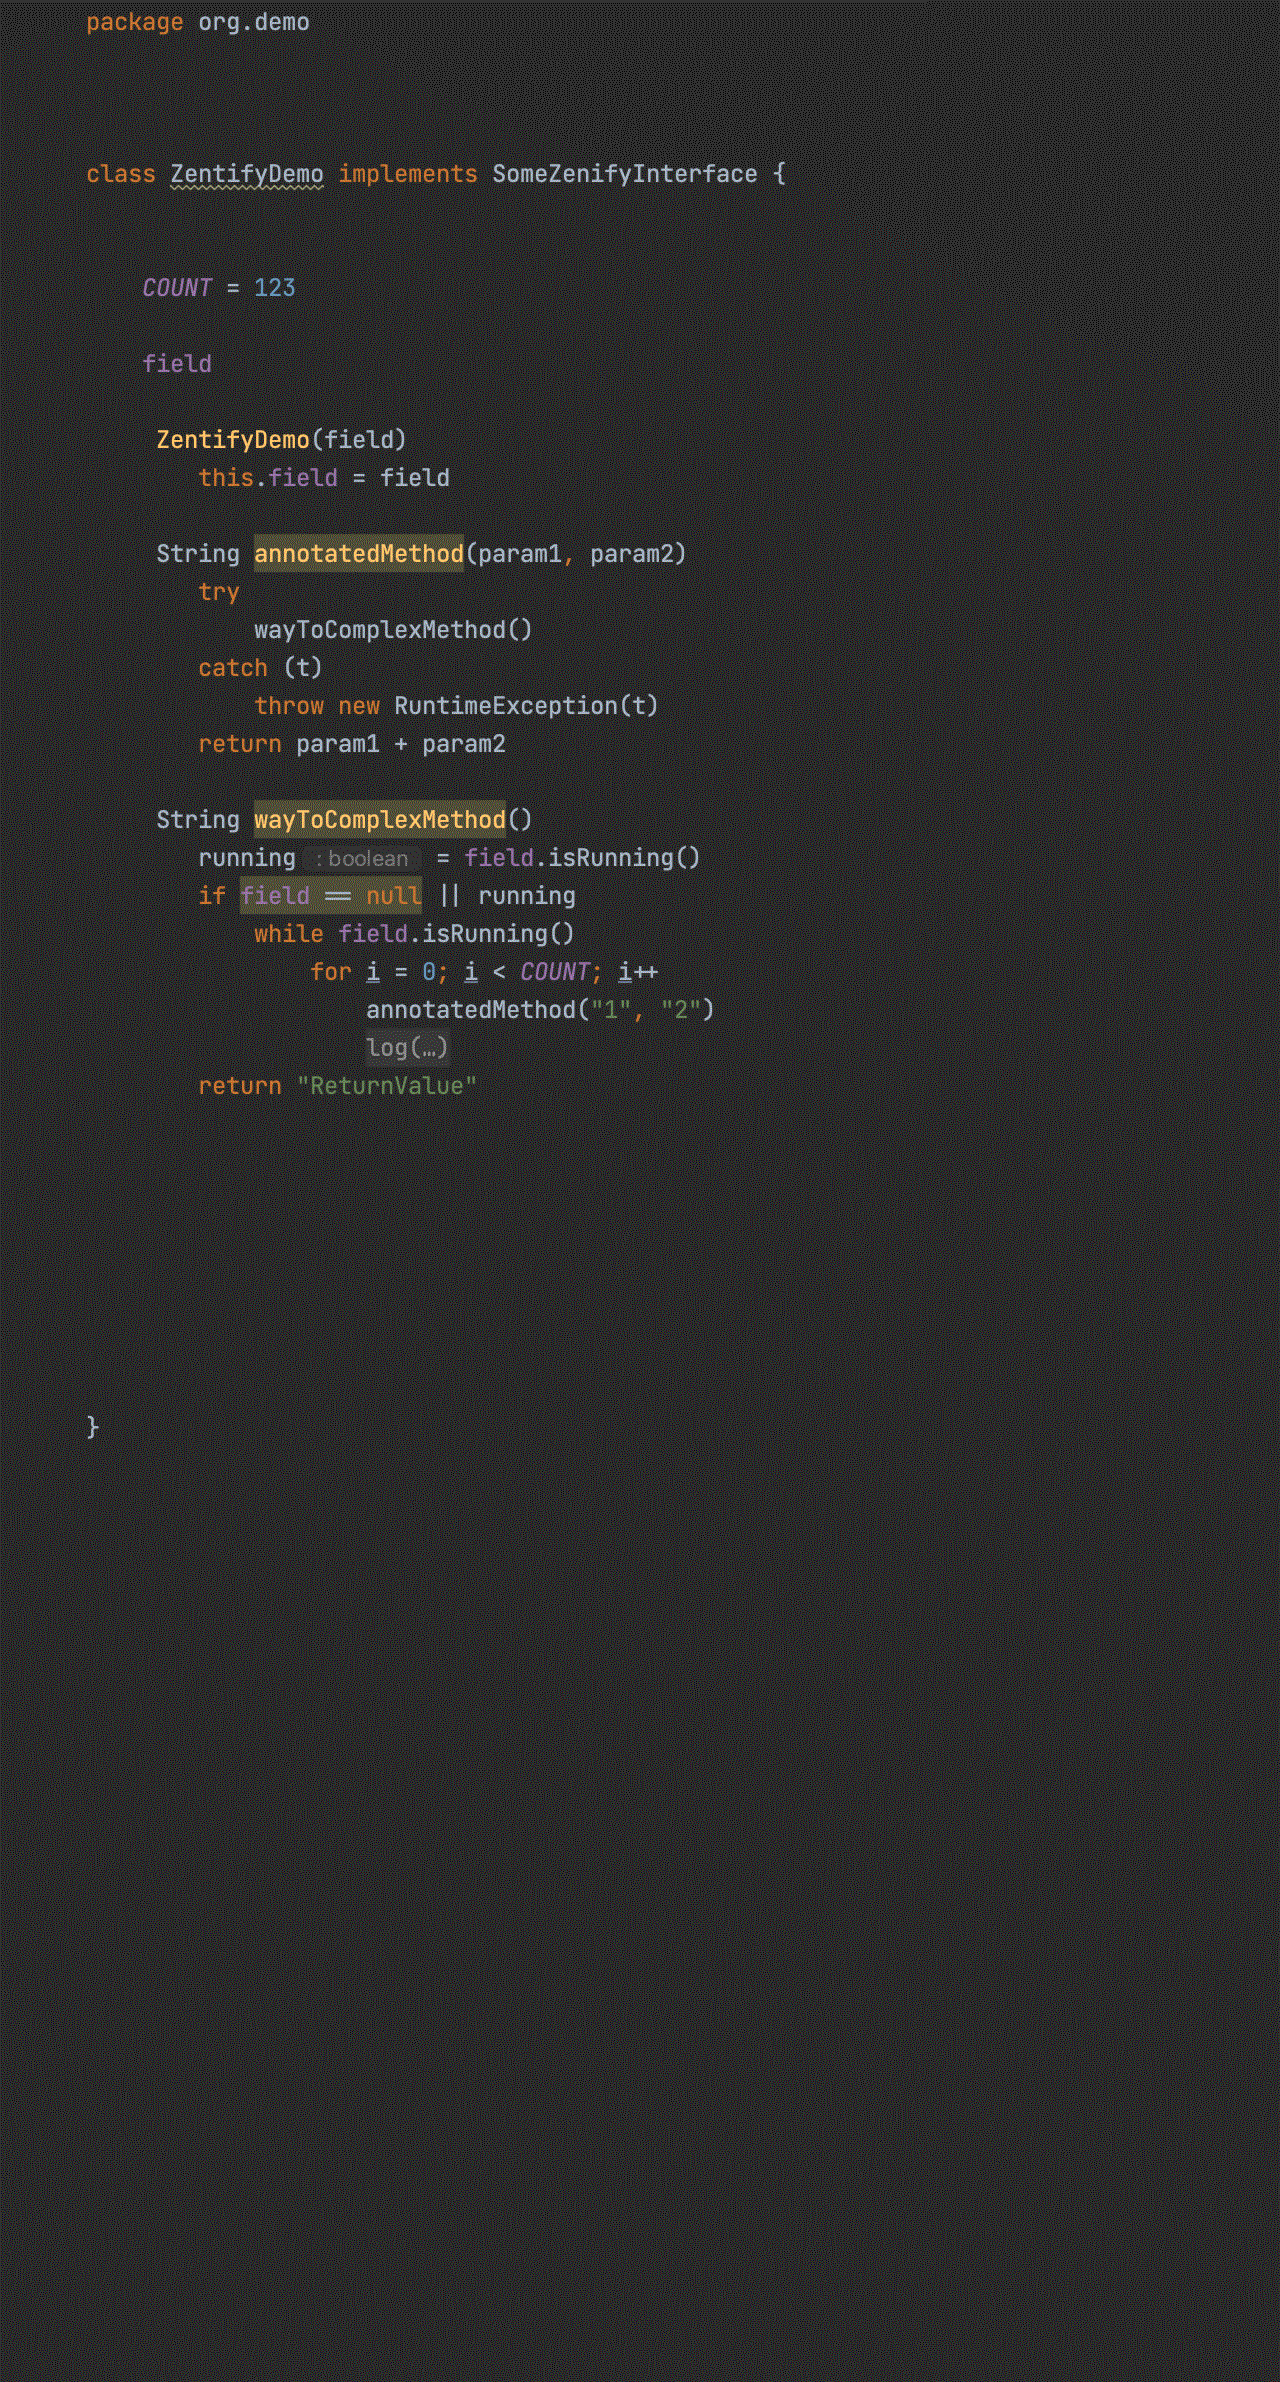 package org.demo
class ZentifyDemo implements SomeZenifyInterface {
COUNT = 123
field
ZentifyDemo(field)
this.field = field
String annotatedMethod(param1, param2)
try
wayToComplexMethod()
catch (t)
throw new RuntimeException(t)
return param1 + param2
String wayToComplexMethod()
running : boolean = field.isRunning()
if field == null || running
while field.isRunning()
for i = 0; i < COUNT; i++
annotatedMethod("1", "2")
log(…)
return "ReturnValue"
}